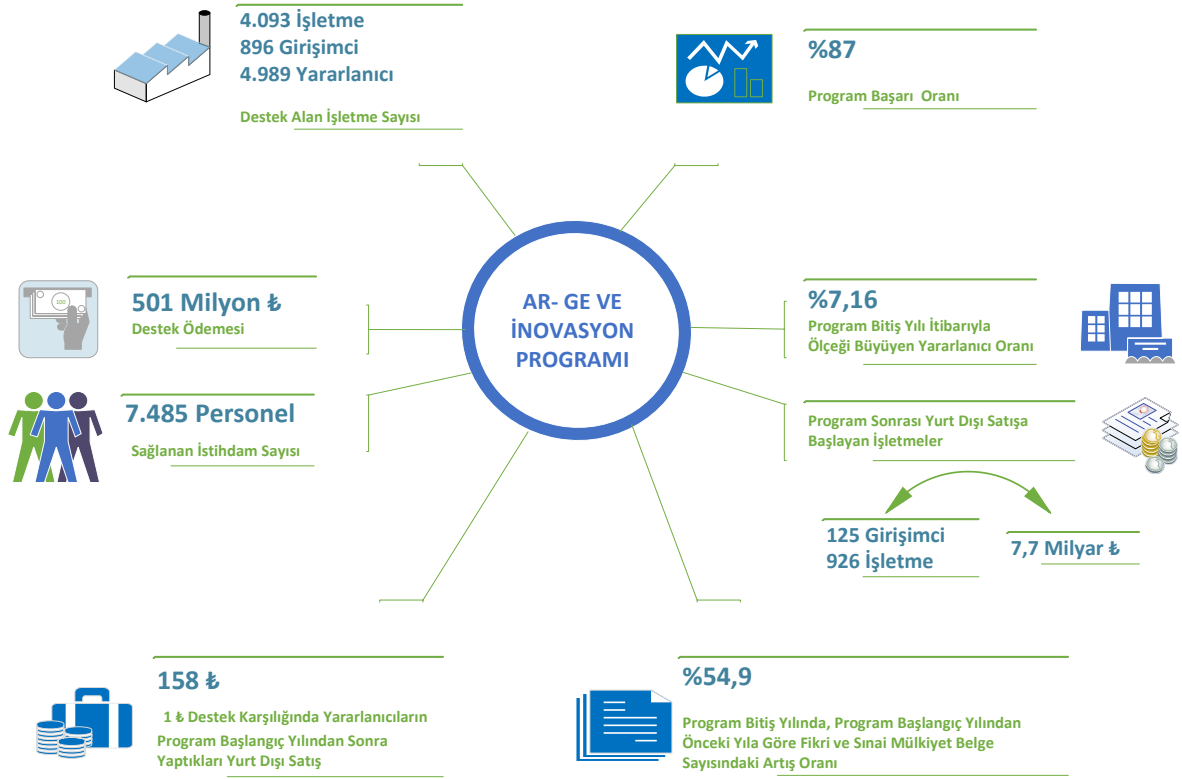 4.093 İşletme
896 Girişimci
4.989 Yararlanıcı
Destek Alan İşletme Sayısı
%87
Program Başarı Oranı
501 Milyon ₺
Destek Ödemesi
100
AR- GE VE
İNOVASYON
PROGRAMI
%7,16
Program Bitiş Yılı İtibarıyla
Ölçeği Büyüyen Yararlanıcı Oranı
7.485 Personel
Sağlanan İstihdam Sayısı
Program Sonrası Yurt Dışı Satışa
Başlayan İşletmeler
125 Girişimci
926 İşletme
7,7 Milyar ₺
158 ₺
1 ₺ Destek Karşılığında Yararlanıcıların
Program Başlangıç Yılından Sonra
Yaptıkları Yurt Dışı Satış
%54,9
Program Bitiş Yılında, Program Başlangıç Yılından
Önceki Yıla Göre Fikri ve Sınai Mülkiyet Belge
Sayısındaki Artış Oranı